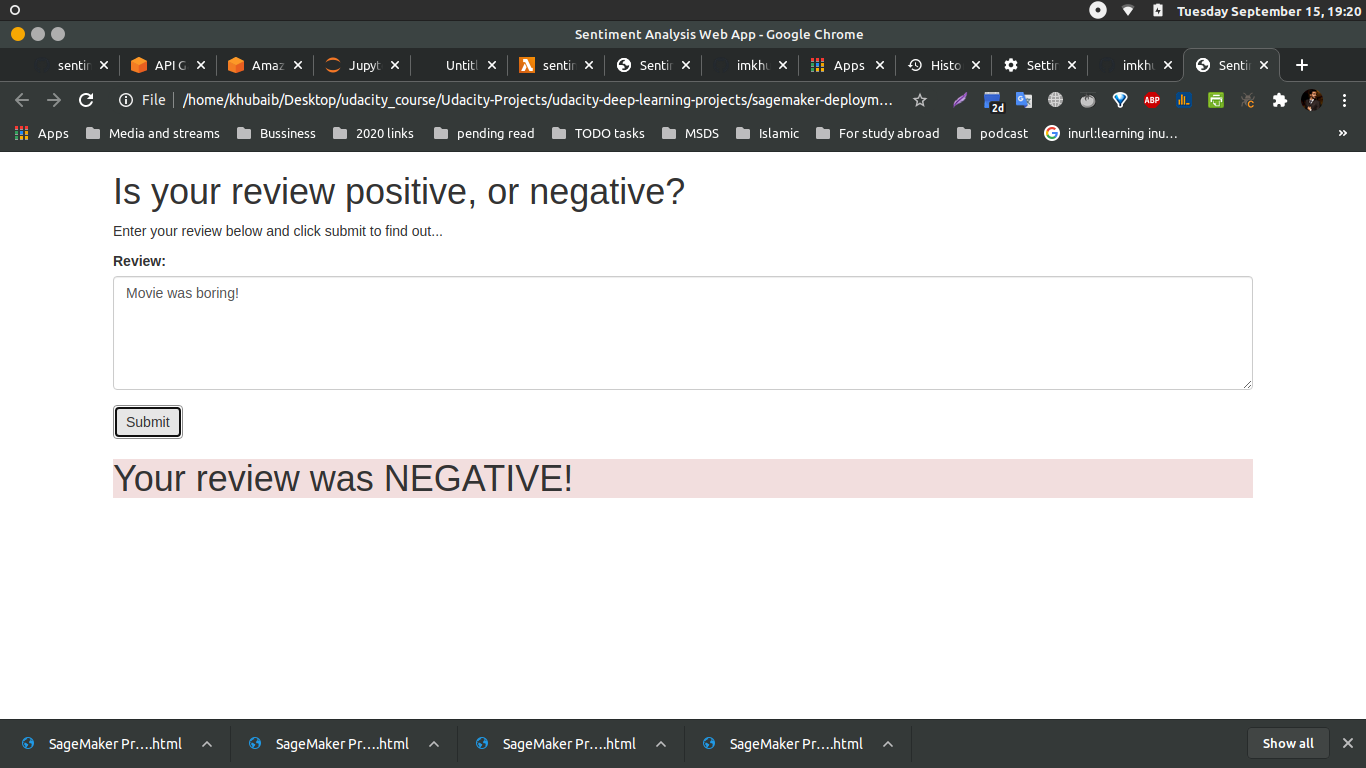 Tuesday September 15, 19:20
Sentiment Analysis Web App - Google Chrome
sentin API G Amaz Jupyt Untitl sentin Sentir imkhu Apps Histo Settin imkhu Sentin
File /home/khubaib/Desktop/udacity_course/Udacity-Projects/udacity-deep-learning-projects/sagemaker-deploym… 2d ABP
Apps Media and streams Bussiness 2020 links pending read TODO tasks MSDS Islamic For study abroad podcast inurl:learning inu… »
Is your review positive, or negative?
Enter your review below and click submit to find out...
Review:
Movie was boring!
Submit
Your review was NEGATIVE!
SageMaker Pr….html SageMaker Pr….html SageMaker Pr….html SageMaker Pr….html Show all